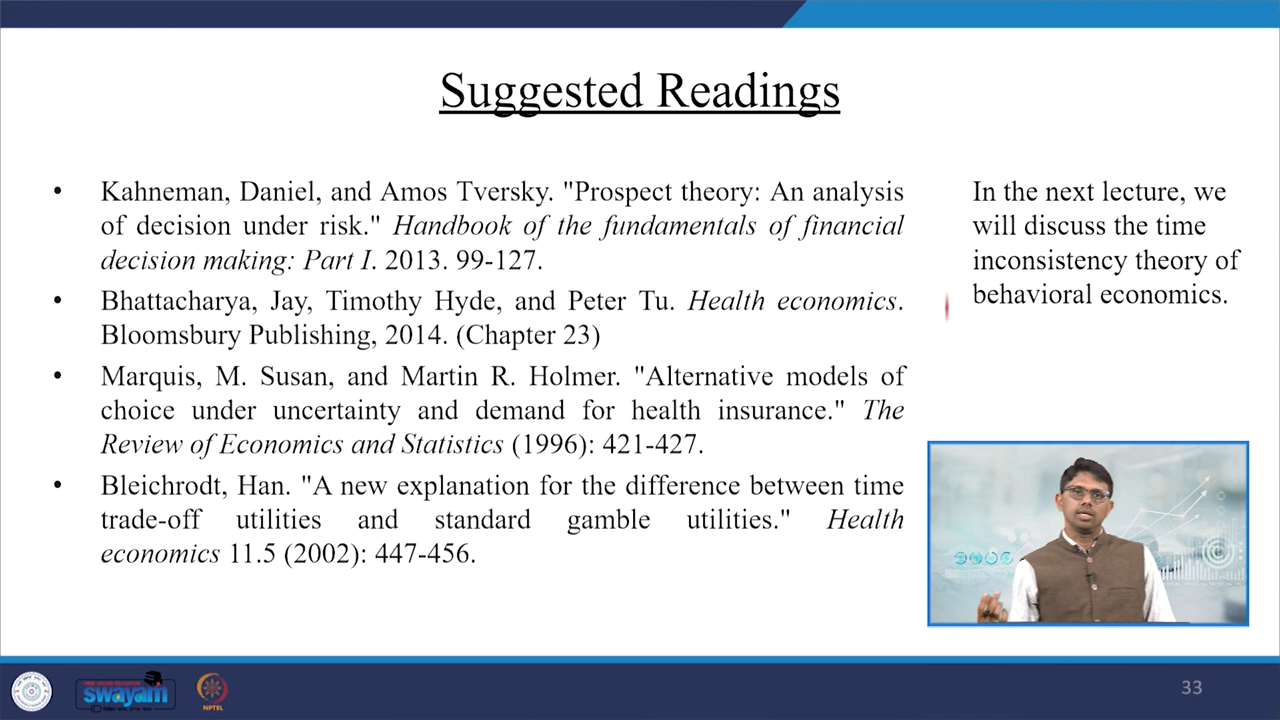 Suggested Readings
• Kahneman, Daniel, and Amos Tversky. "Prospect theory: An analysis
of decision under risk." Handbook of the fundamentals of financial
decision making: Part I. 2013. 99-127.
• Bhattacharya, Jay, Timothy Hyde, and Peter Tu. Health economics.
Bloomsbury Publishing, 2014. (Chapter 23)
• Marquis, M. Susan, and Martin R. Holmer. "Alternative models of
choice under uncertainty and demand for health insurance." The
Review of Economics and Statistics (1996): 421-427.
• Bleichrodt, Han. "A new explanation for the difference between time
trade-off utilities and standard gamble utilities." Health
economics 11.5 (2002): 447-456.
In the next lecture, we
will discuss the time
inconsistency theory of
behavioral economics.
swayam
NPTEL
33